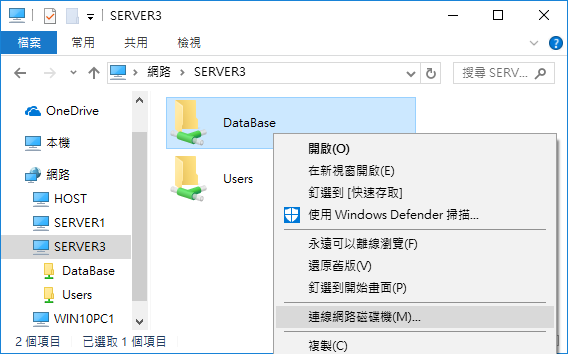 SERVER3
檔案 常用 共用 檢視
網路 > SERVER3 搜尋 SERV...
OneDrive
本機
網路
HOST
SERVER1
SERVER3
DataBase
Users
WIN10PC1
DataBase
Users
開啟(O)
在新視窗開啟(E)
釘選到 [快速存取]
使用 Windows Defender 掃描...
永遠可以離線瀏覽(F)
還原舊版(V)
釘選到開始畫面(P)
連線網路磁碟機(M)...
複製(C)
2 個項目 已選取 1 個項目